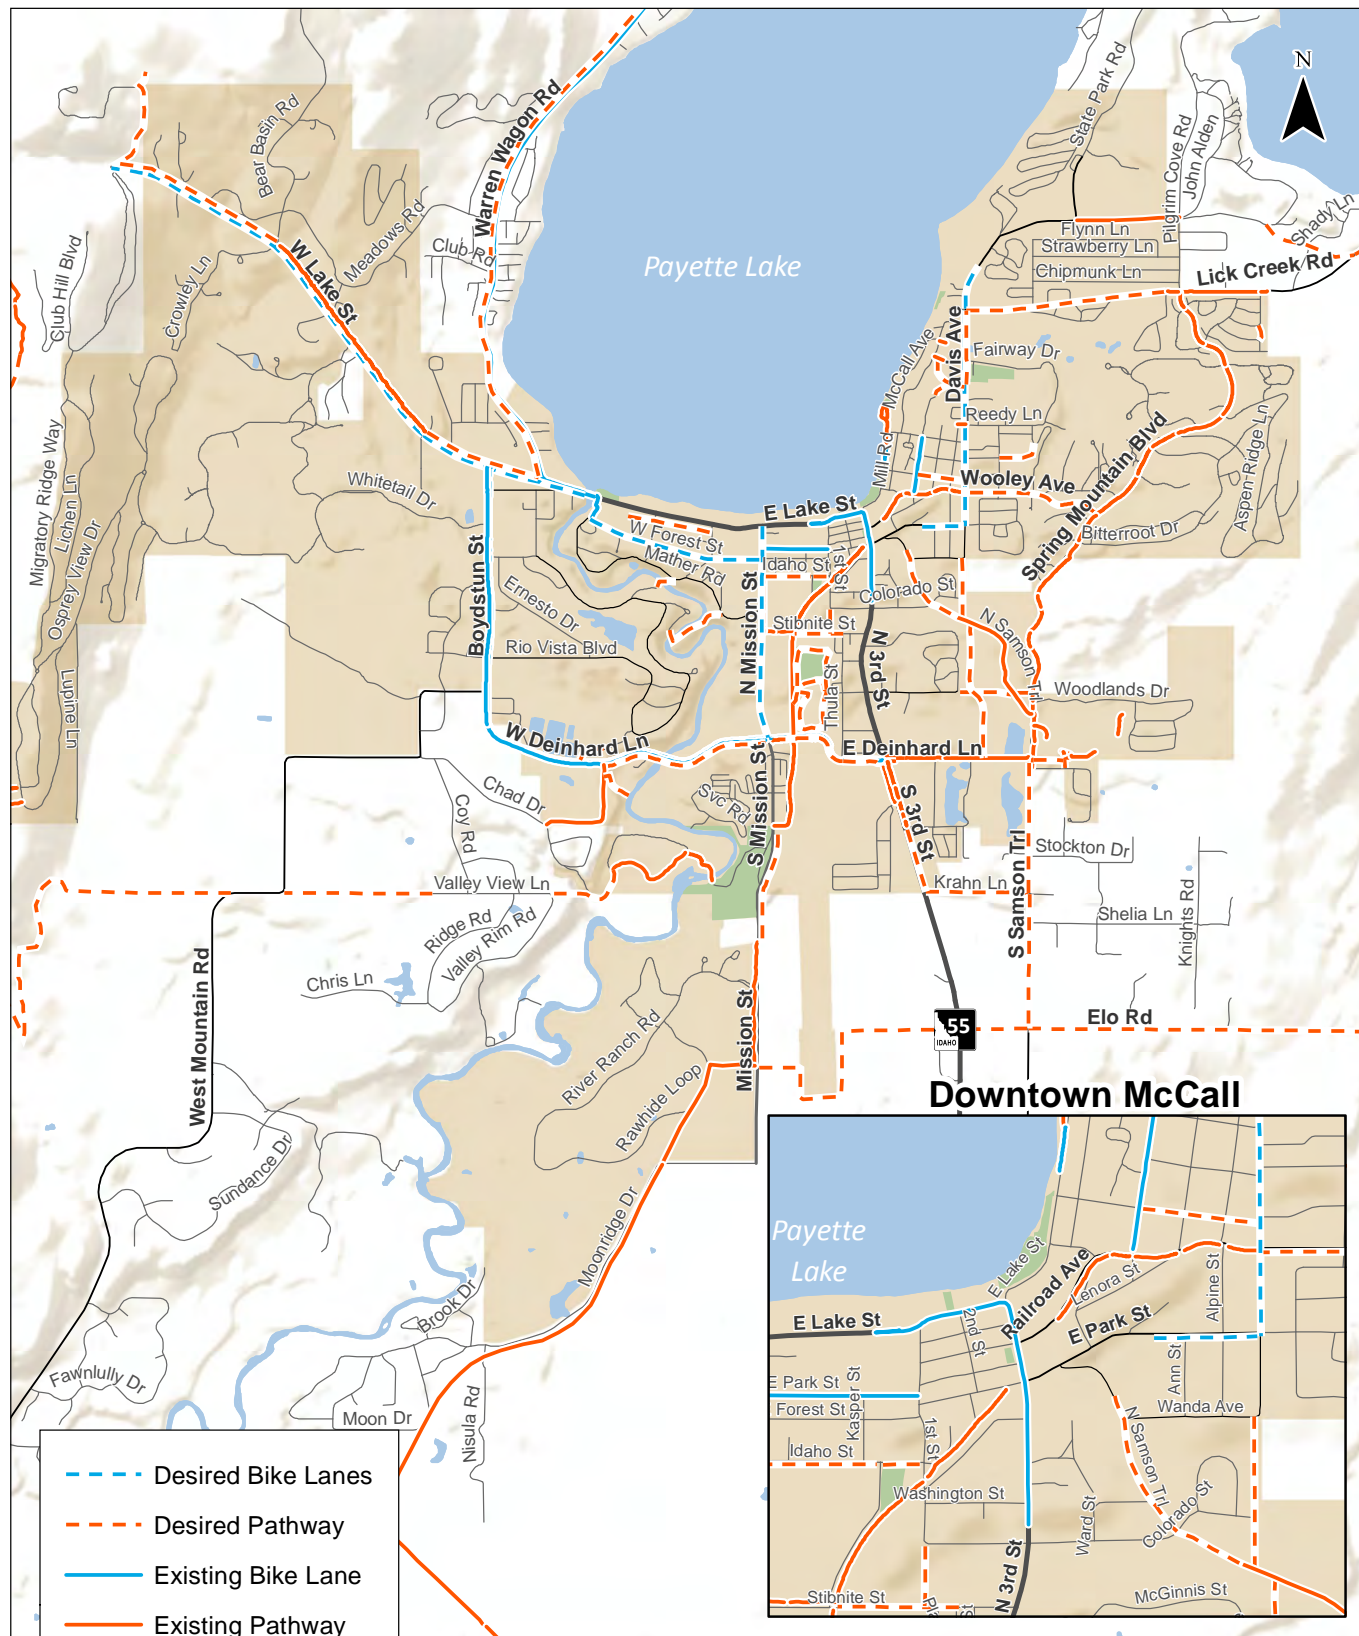 N
State Park Rd
Bear Basin Rd
Warren Wagon Rd
Pilgrim Cove Rd
John Alden
Shady Ln
Flynn Ln
Strawberry Ln
Meadows Rd
Club Rd
Payette Lake
Chipmunk Ln
Lick Creek Rd
Club Hill Blvd
Crowley Ln
W Lake St
McCall Ave
Davis Ave
Fairway Dr
Reedy Ln
Mill Rd
Wooley Ave
Spring Mountain Blvd
Aspen-Ridge Ln
Bitterroot Dr
Migratory Ridge Way
Lichen Ln
Osprey View Dr
Lupine Ln
Whitetail Dr
E Lake St
W Forest St
Mather Rd
Idaho St
1st St
Colorado St
Boydstun St
Ernesto Dr
Rio Vista Blvd
N Mission St
Stibnite St
N 3rd St
Thula St
N Samson Trl
Woodlands Dr
W Deinhard Ln
E Deinhard Ln
Chad Dr
Coy Rd
Svc Rd
S Mission St
S 3rd St
S Samson Trl
Stockton Dr
Valley View Ln
Krahn Ln
Shelia Ln
Knights Rd
Ridge Rd
Valley Rim Rd
Chris Ln
West Mountain Rd
Mission St
River Ranch Rd
Rawhide Loop
55
IDAHO
Elo Rd
Sundance Dr
Moonridge Dr
Brook Dr
Fawnlully Dr
Moon Dr
Nisula Rd
Downtown McCall
Payette
Lake
E Lake St
E Lake St
2nd St
Railroad Ave
Lenora St
E Park St
Alpine St
Ann St
E Park St
Kasper St
Forest St
Wanda Ave
Idaho St
1st St
N Samson Trl
Washington St
Ward St
Colorado St
N 3rd St
Stibnite St
McGinnis St
Desired Bike Lanes
Desired Pathway
Existing Bike Lane
Existing Pathway